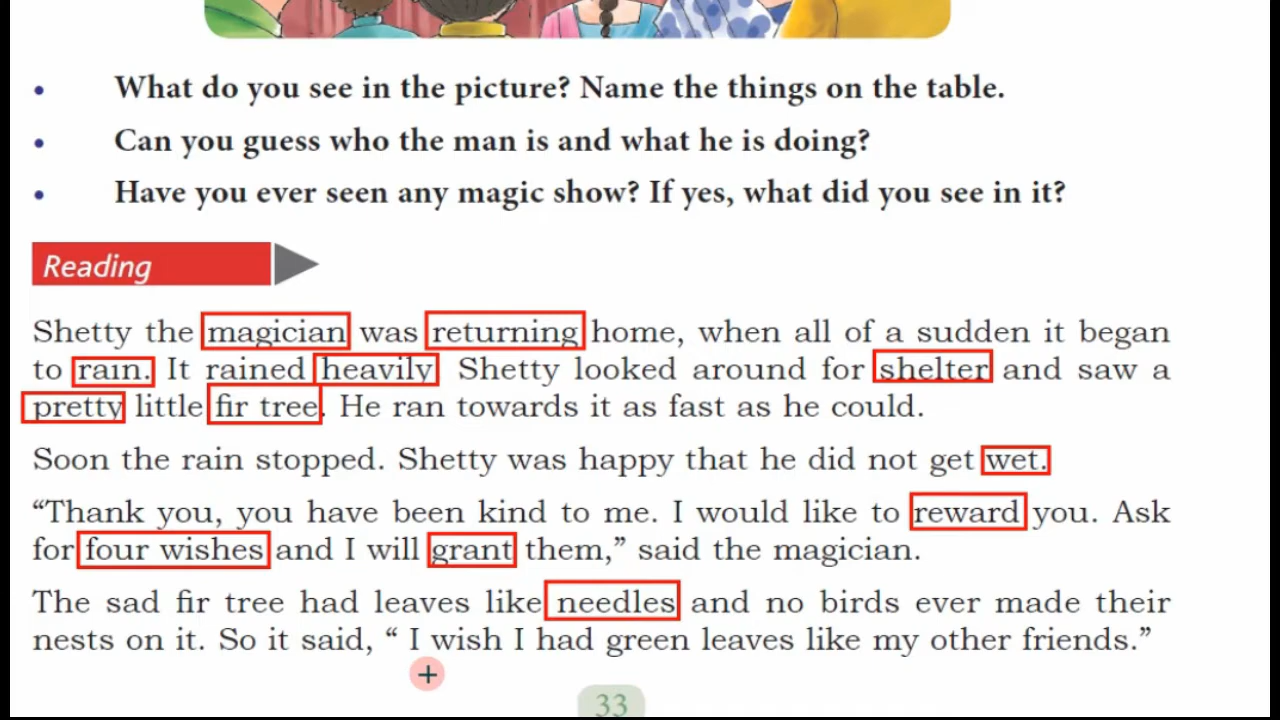 • What do you see in the picture? Name the things on the table.
• Can you guess who the man is and what he is doing?
• Have you ever seen any magic show? If yes, what did you see in it?
Reading
Shetty the magician was returning home, when all of a sudden it began
to rain. It rained heavily Shetty looked around for shelter and saw a
pretty little fir tree. He ran towards it as fast as he could.
Soon the rain stopped. Shetty was happy that he did not get wet.
“Thank you, you have been kind to me. I would like to reward you. Ask
for four wishes and I will grant them,” said the magician.
The sad fir tree had leaves like needles and no birds ever made their
nests on it. So it said, “ I wish I had green leaves like my other friends.”
33